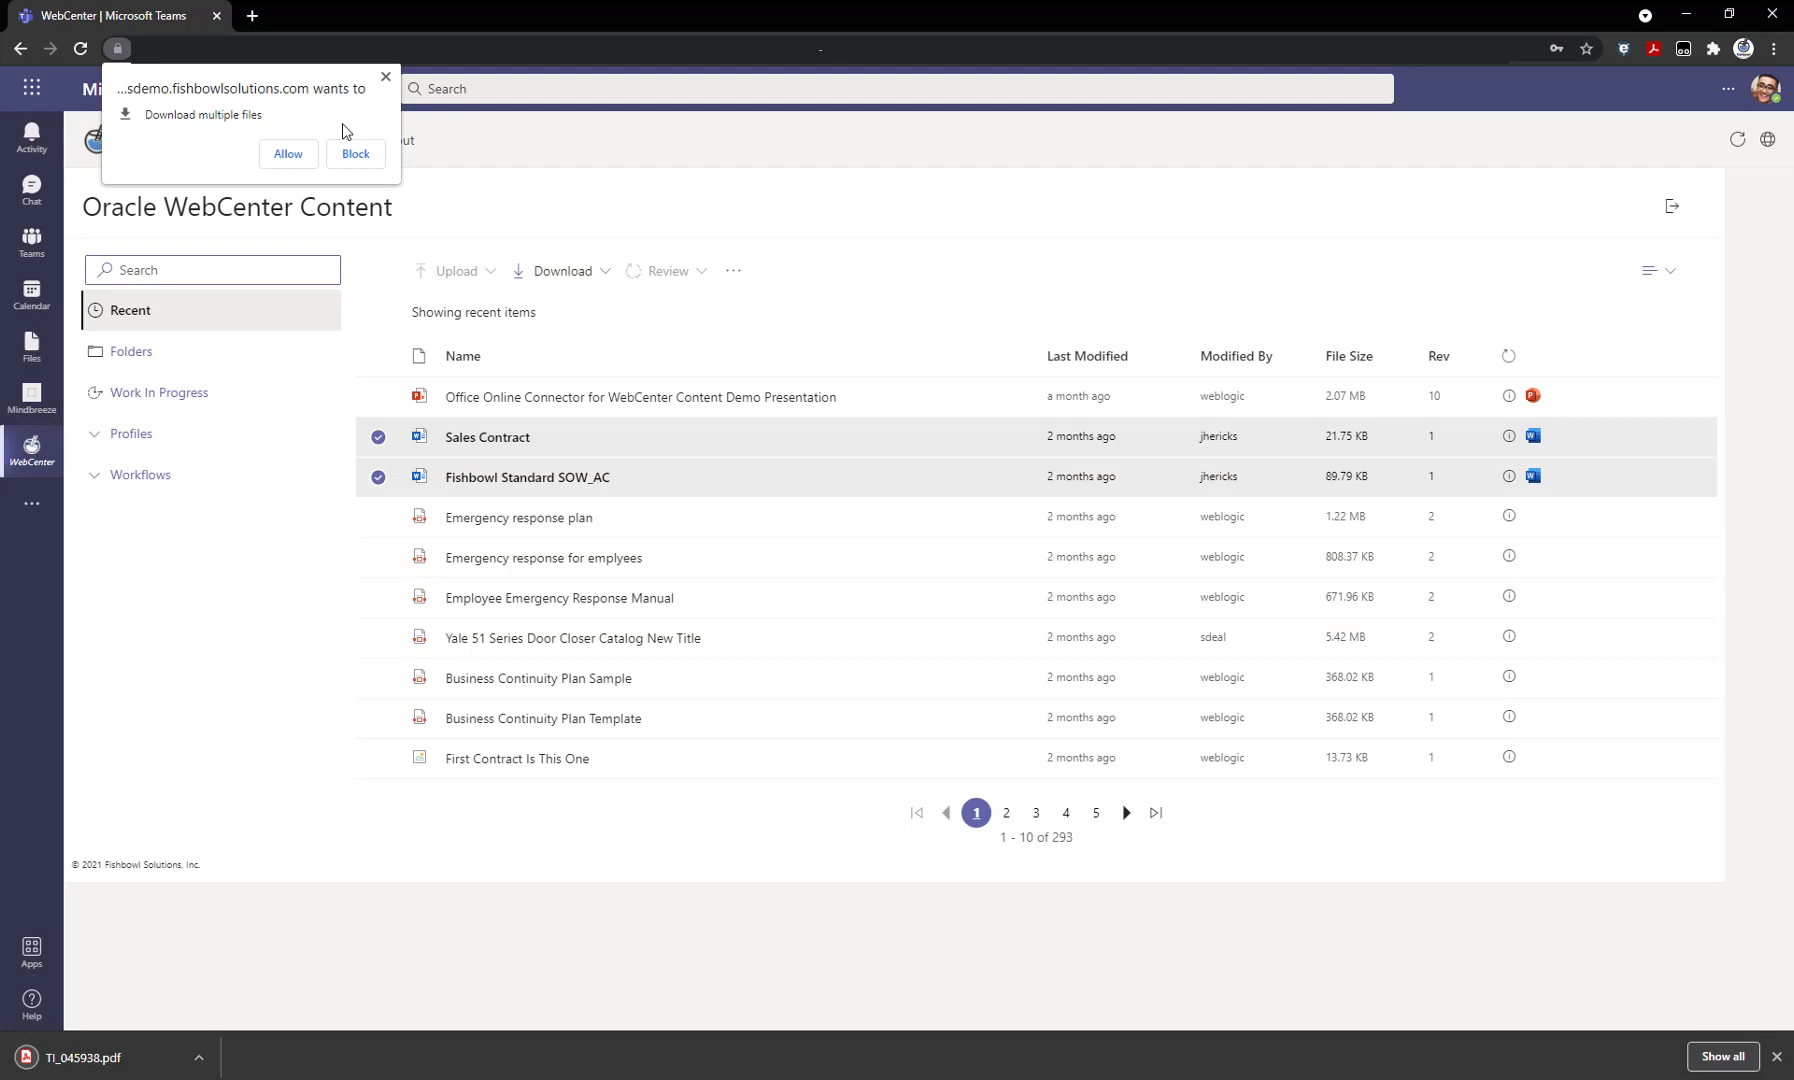 WebCenter | Microsoft Teams
...sdemo.fishbowlsolutions.com wants to
Download multiple files
Allow
Block
Mi
Search
out
Activity
Chat
Teams
Calendar
Files
Mindbreeze
WebCenter
Apps
Help
Oracle WebCenter Content
Search
Recent
Folders
Work In Progress
Profiles
Workflows
Upload
Download
Review
Showing recent items
Name Last Modified Modified By File Size Rev
Office Online Connector for WebCenter Content Demo Presentation a month ago weblogic 2.07 MB 10
Sales Contract 2 months ago jhericks 21.75 KB 1
Fishbowl Standard SOW_AC 2 months ago jhericks 89.79 KB 1
Emergency response plan 2 months ago weblogic 1.22 MB 2
Emergency response for emplyees 2 months ago weblogic 808.37 KB 2
Employee Emergency Response Manual 2 months ago weblogic 671.96 KB 2
Yale 51 Series Door Closer Catalog New Title 2 months ago sdeal 5.42 MB 2
Business Continuity Plan Sample 2 months ago weblogic 368.02 KB 1
Business Continuity Plan Template 2 months ago weblogic 368.02 KB 1
First Contract Is This One 2 months ago weblogic 13.73 KB 1
1 2 3 4 5
1 - 10 of 293
© 2021 Fishbowl Solutions, Inc.
TI_045938.pdf
Show all